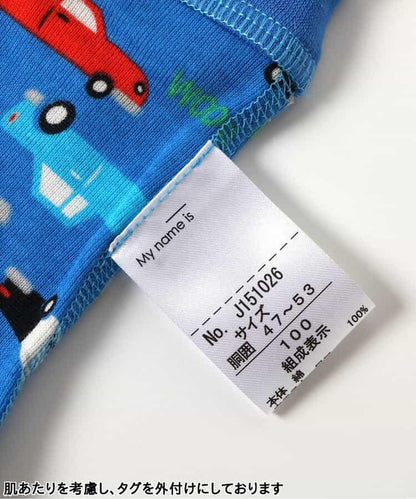 WOO
My name is
No. J151026
サイズ
胴囲 47～53
100
組成表示
本体 綿 100%
肌あたりを考慮し、タグを外付けにしております